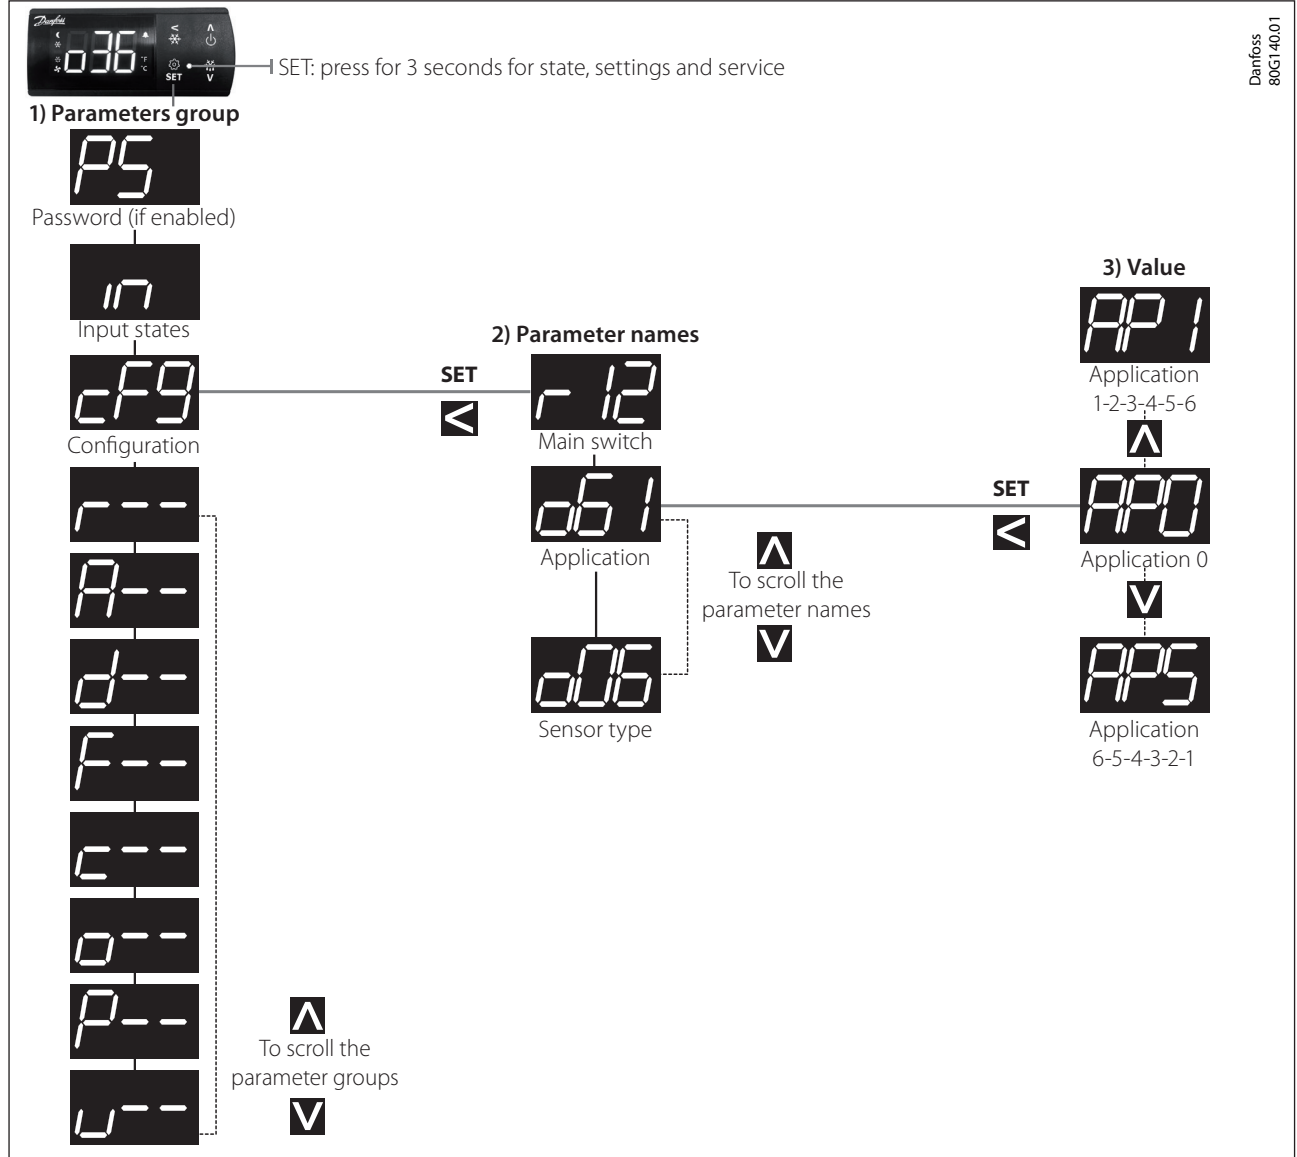 Danfoss
o36
°F
°C
SET
SET: press for 3 seconds for state, settings and service
Danfoss
80G140.01
1) Parameters group
PS
Password (if enabled)
in
Input states
cFg
Configuration
r--
A--
d--
F--
c--
o--
P--
u--
To scroll the
parameter groups
SET
2) Parameter names
r12
Main switch
o61
Application
o06
Sensor type
To scroll the
parameter names
SET
3) Value
AP1
Application
1-2-3-4-5-6
AP0
Application 0
AP5
Application
6-5-4-3-2-1